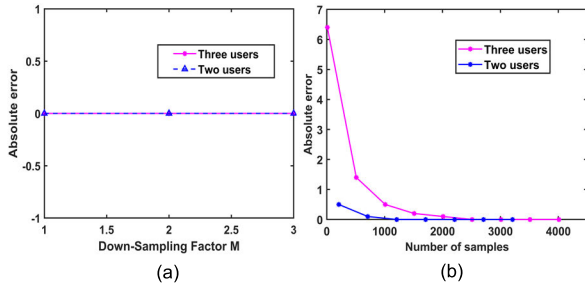 1
0.5
0
-0.5
-1
Absolute error
Three users
Two users
1
1.5
2
2.5
3
Down-Sampling Factor M
(a)
7
6
5
4
3
2
1
0
Absolute error
Three users
Two users
0
1000
2000
3000
4000
Number of samples
(b)